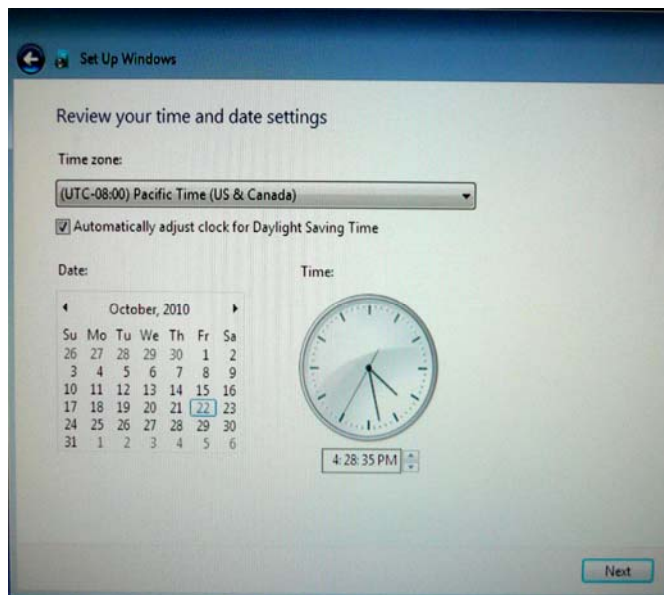 Set Up Windows
Review your time and date settings
Time zone:
(UTC-08:00) Pacific Time (US & Canada)
Automatically adjust clock for Daylight Saving Time
Date:
Time:
October, 2010
Su Mo Tu We Th Fr Sa
26 27 28 29 30 1 2
3 4 5 6 7 8 9
10 11 12 13 14 15 16
17 18 19 20 21 22 23
24 25 26 27 28 29 30
31 1 2 3 4 5 6
4:28:35 PM
Next